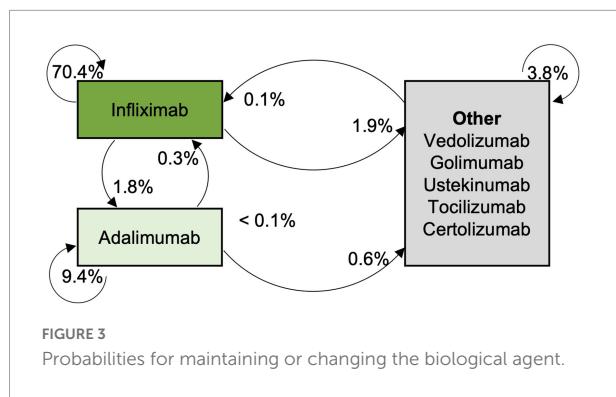 70.4%
Infliximab
0.1%
1.9%
3.8%
Other
Vedolizumab
Golimumab
Ustekinumab
Tocilizumab
Certolizumab
0.3%
1.8%
Adalimumab
< 0.1%
0.6%
9.4%
FIGURE 3
Probabilities for maintaining or changing the biological agent.